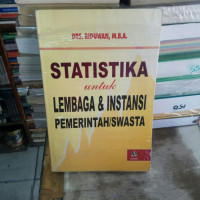 DRS. RIDUWAN, M.B.A.
STATISTIKA
untuk
LEMBAGA & INSTANSI
PEMERINTAH/SWASTA